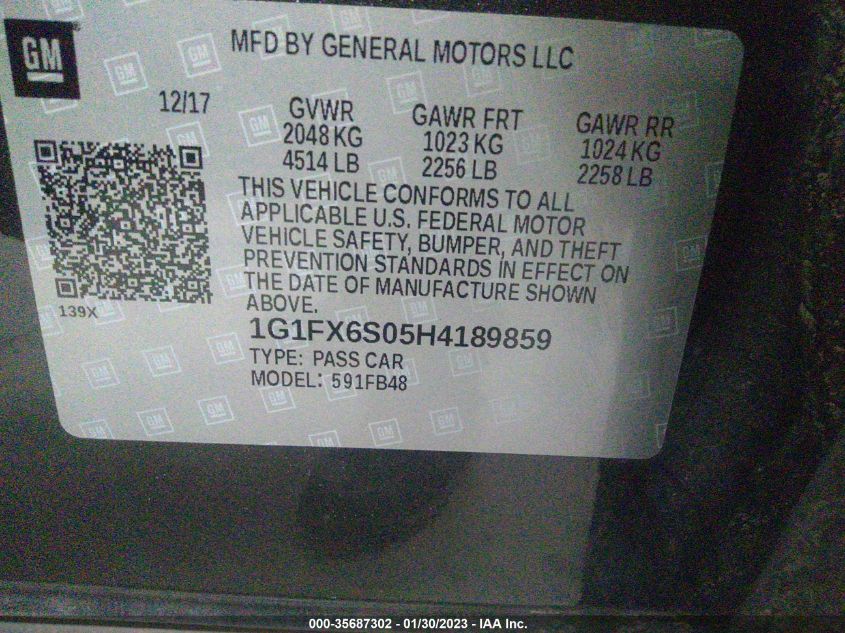 GM
MFD BY GENERAL MOTORS LLC
12/17
GVWR
2048 KG
4514 LB
GAWR FRT
1023 KG
2256 LB
GAWR RR
1024 KG
2258 LB
THIS VEHICLE CONFORMS TO ALL
APPLICABLE U.S. FEDERAL MOTOR
VEHICLE SAFETY, BUMPER, AND THEFT
PREVENTION STANDARDS IN EFFECT ON
THE DATE OF MANUFACTURE SHOWN
ABOVE.
139X
1G1FX6S05H4189859
TYPE: PASS CAR
MODEL: 591FB48
000-35687302 - 01/30/2023 - IAA Inc.